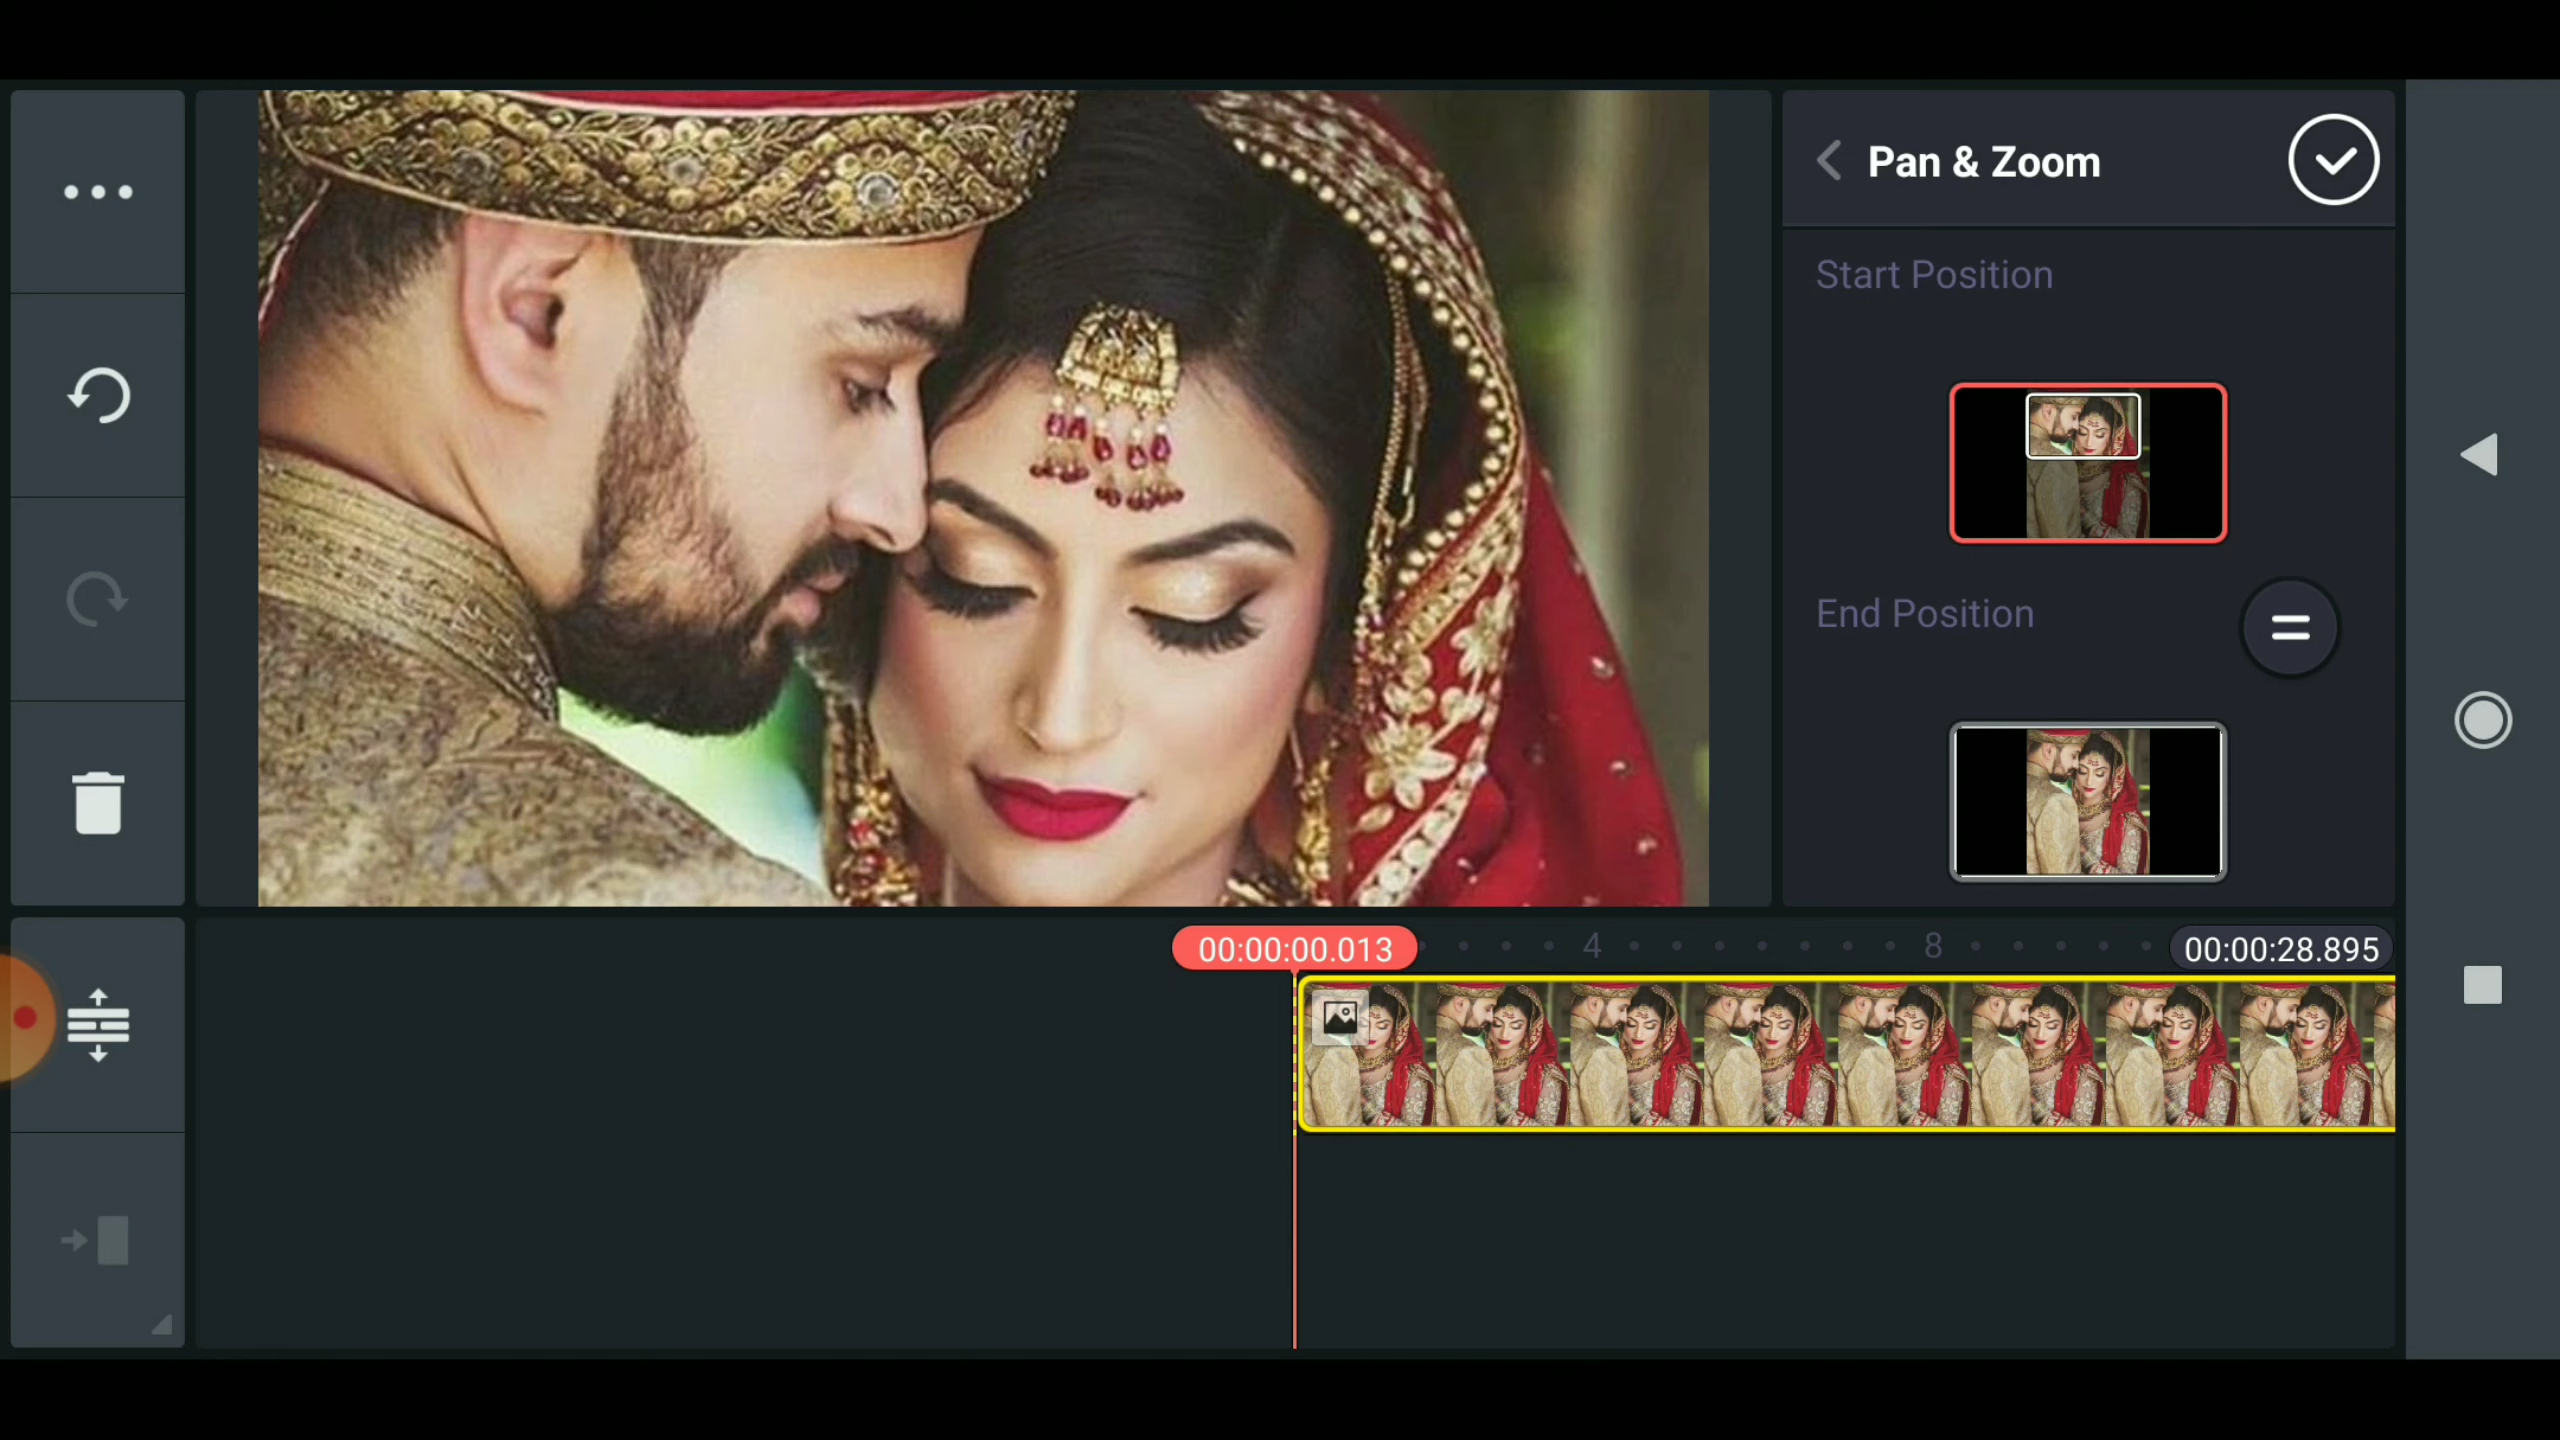 Pan & Zoom
Start Position
End Position
00:00:00.013
4
8
00:00:28.895